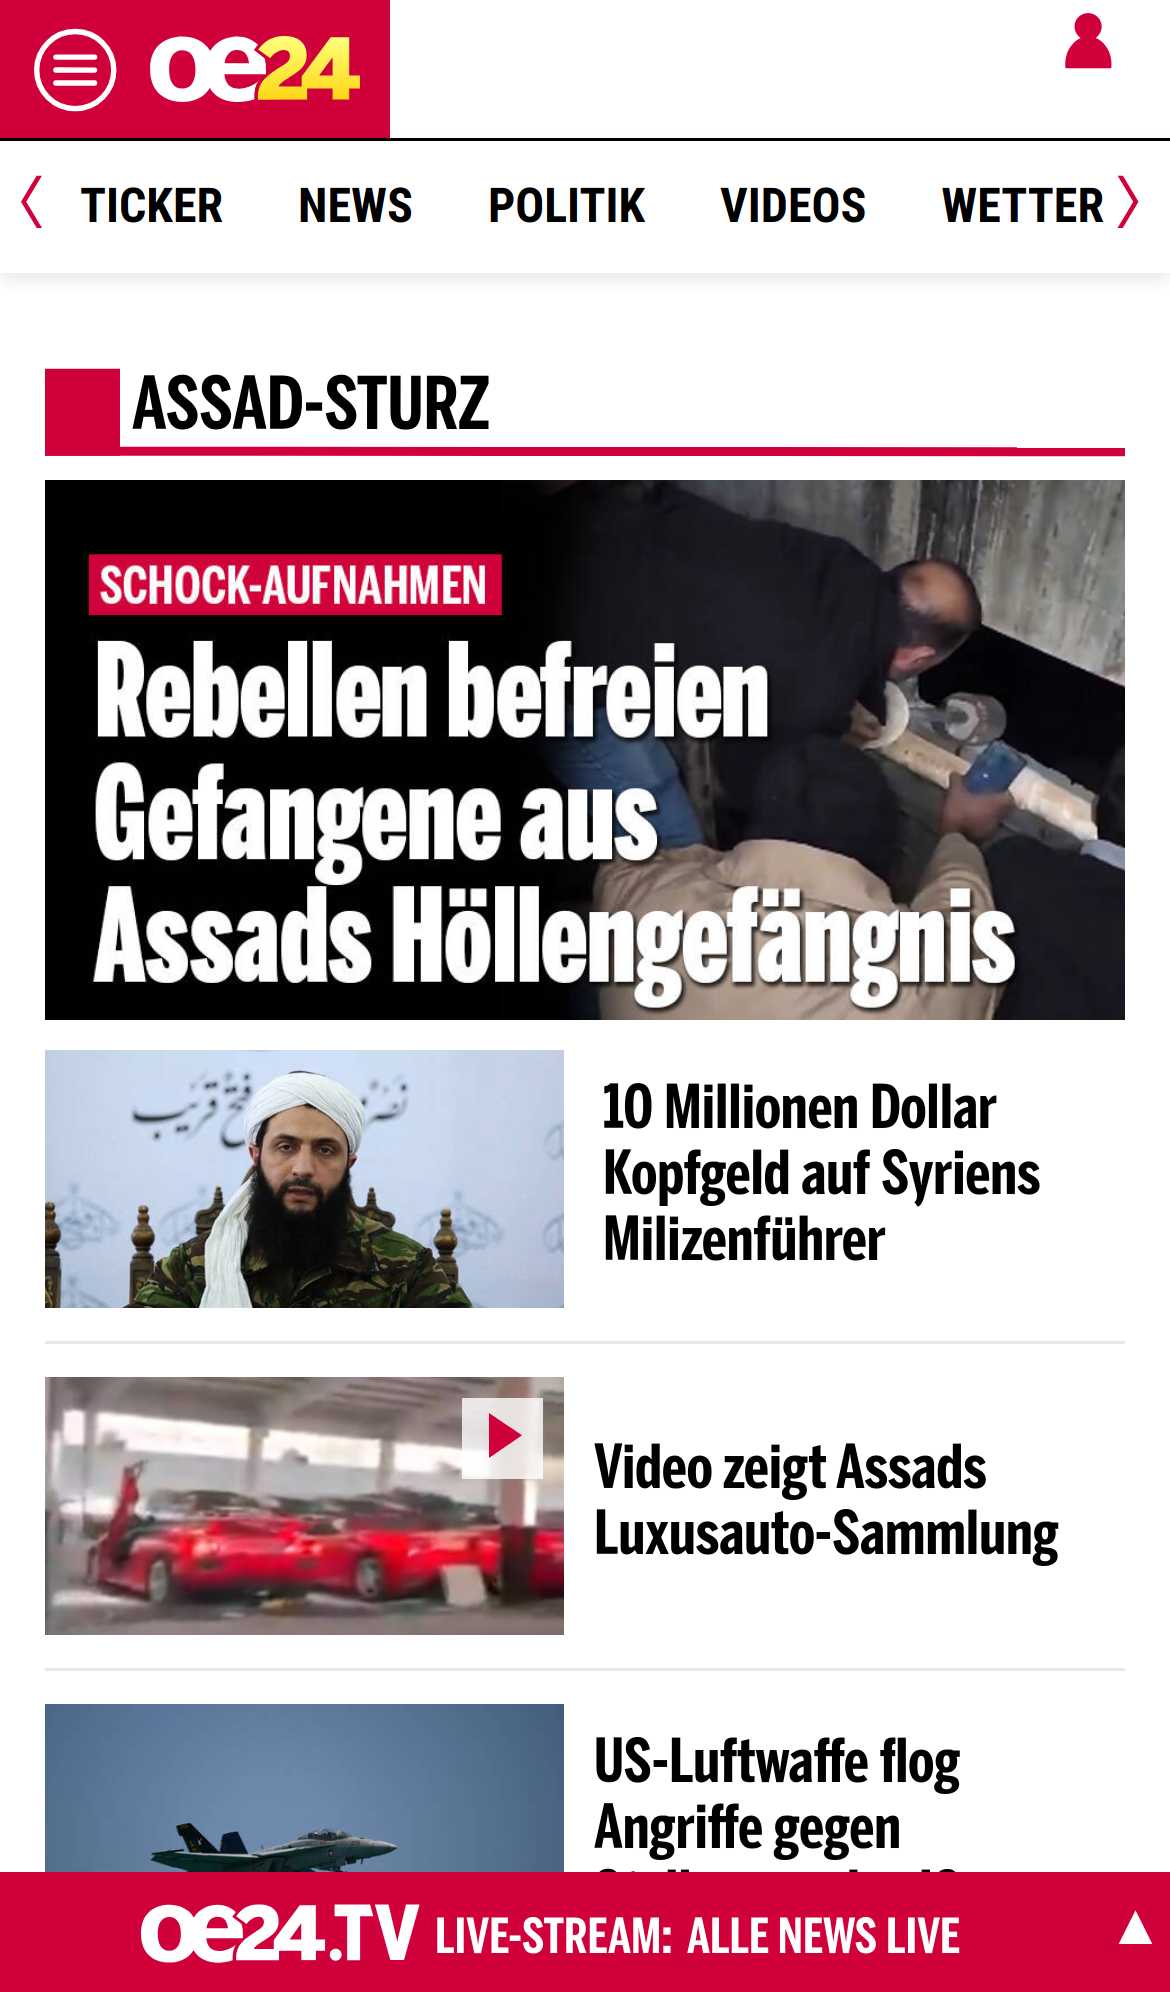 oe24
TICKER NEWS POLITIK VIDEOS WETTER
ASSAD-STURZ
SCHOCK-AUFNAHMEN
Rebellen befreien
Gefangene aus
Assads Höllengefängnis
10 Millionen Dollar
Kopfgeld auf Syriens
Milizenführer
Video zeigt Assads
Luxusauto-Sammlung
US-Luftwaffe flog
Angriffe gegen
oe24.TV LIVE-STREAM: ALLE NEWS LIVE